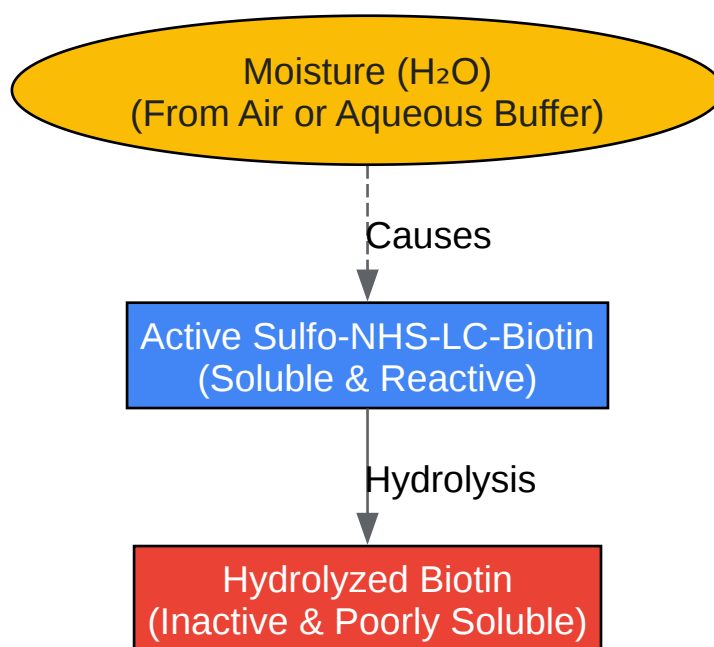 Moisture (H₂O)
(From Air or Aqueous Buffer)
Causes
Active Sulfo-NHS-LC-Biotin
(Soluble & Reactive)
Hydrolysis
Hydrolyzed Biotin
(Inactive & Poorly Soluble)